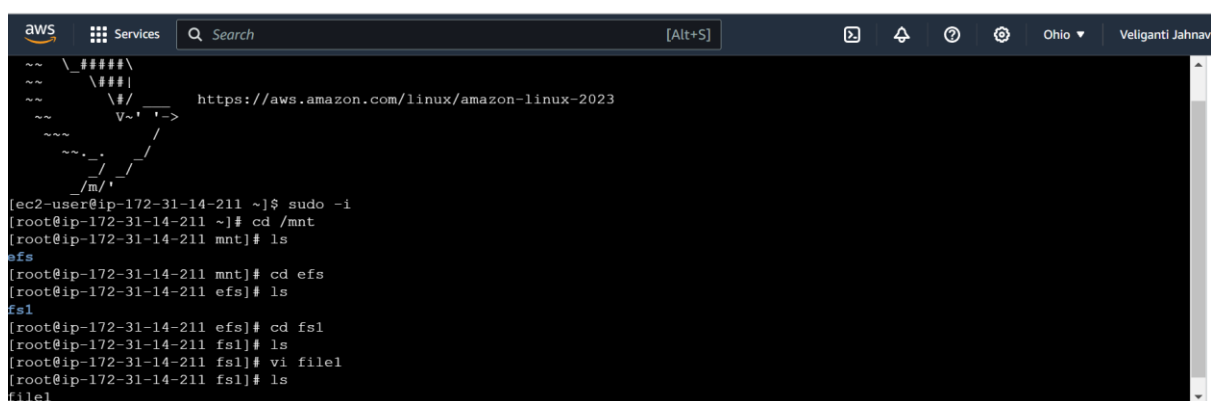 aws Services Search [Alt+S] Ohio Veliganti Jahnav
~~ \_#####\
~~ \###|
~~ \#/ ___ https://aws.amazon.com/linux/amazon-linux-2023
~~ V~' '->
~~~ /
~~._. _/
_/ _/
_/m/'
[ec2-user@ip-172-31-14-211 ~]$ sudo -i
[root@ip-172-31-14-211 ~]# cd /mnt
[root@ip-172-31-14-211 mnt]# ls
efs
[root@ip-172-31-14-211 mnt]# cd efs
[root@ip-172-31-14-211 efs]# ls
fs1
[root@ip-172-31-14-211 efs]# cd fs1
[root@ip-172-31-14-211 fs1]# ls
[root@ip-172-31-14-211 fs1]# vi file1
[root@ip-172-31-14-211 fs1]# ls
file1